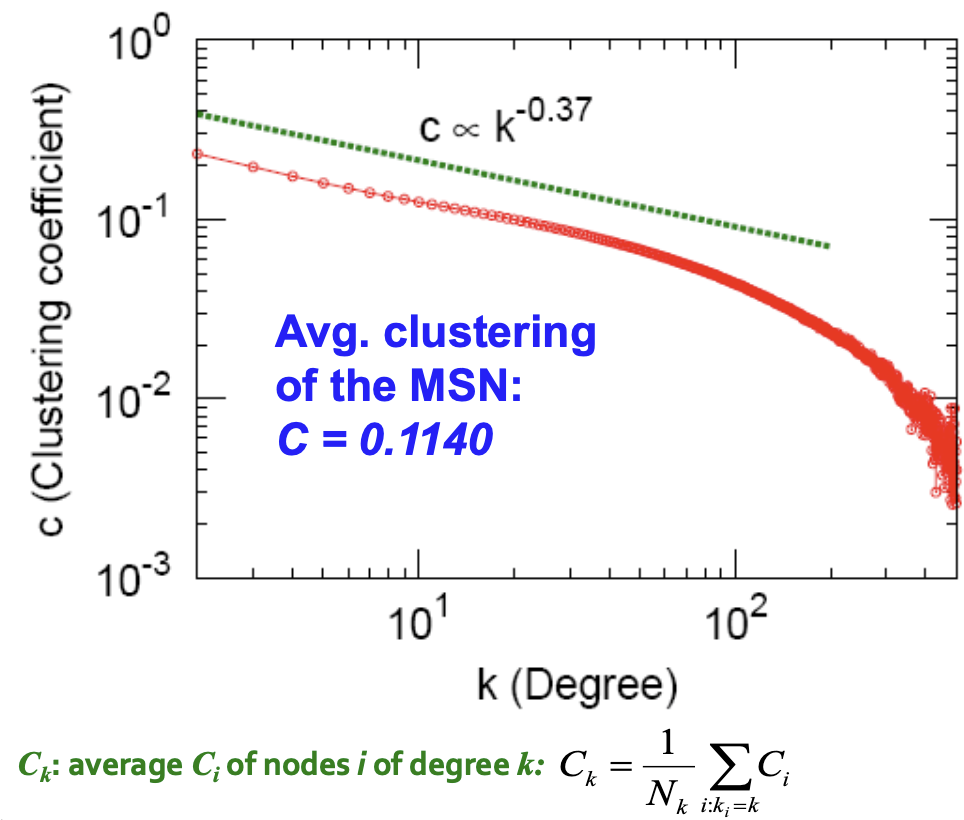 10^0
c ∝ k^-0.37
10^-1
c (Clustering coefficient)
Avg. clustering
of the MSN:
C = 0.1140
10^-2
10^-3
10^1 10^2
k (Degree)
C_k: average C_i of nodes i of degree k: C_k = \frac{1}{N_k} \sum_{i:k_i=k} C_i